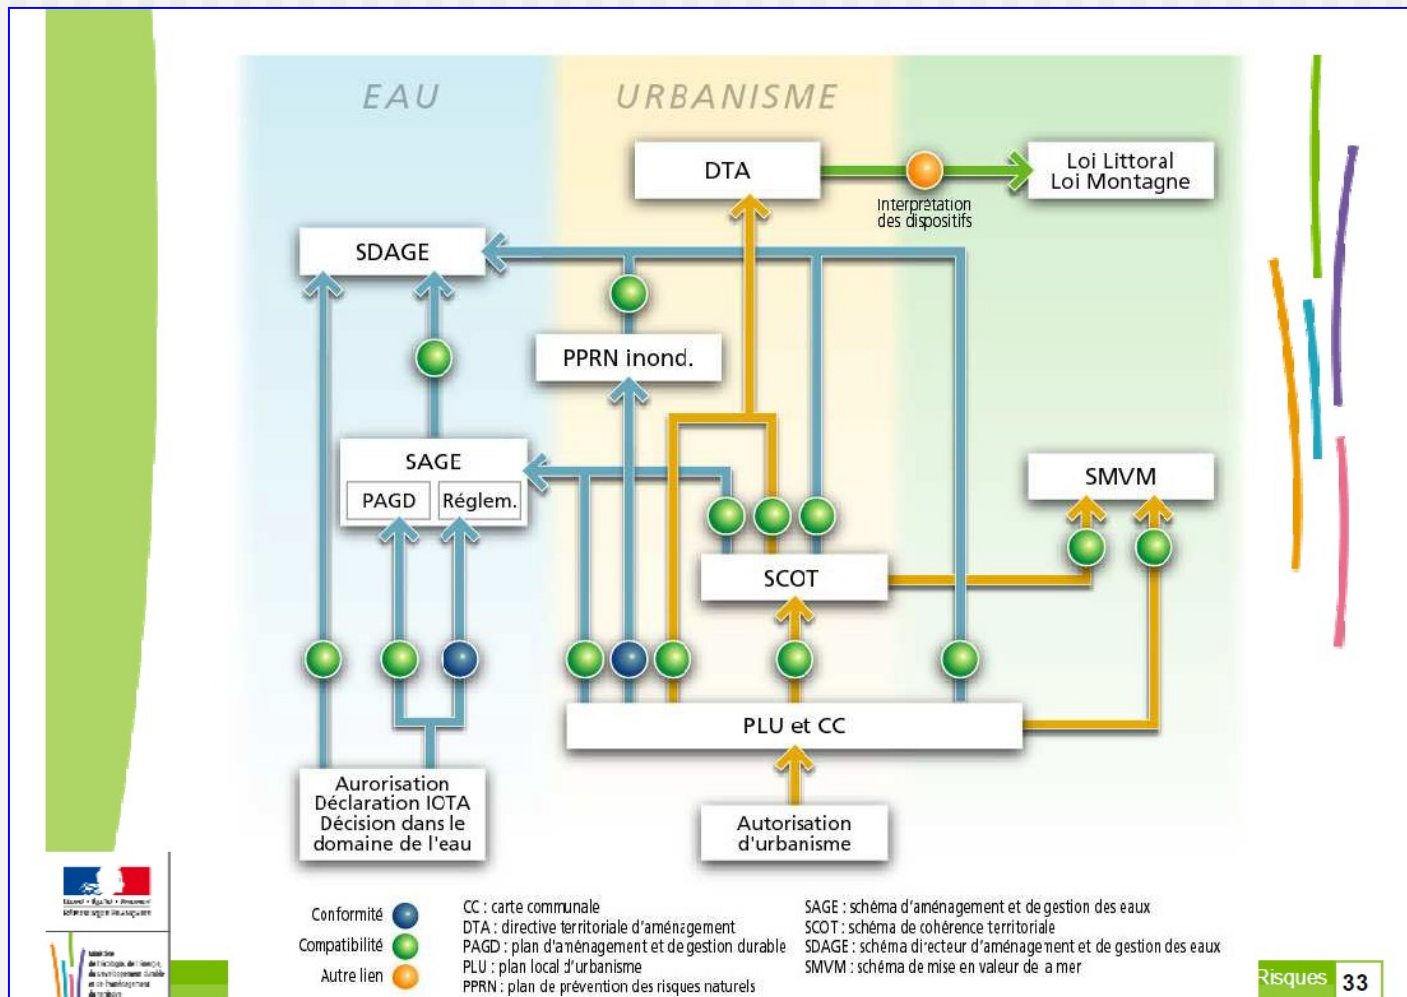 EAU
URBANISME
DTA
Loi Littoral
Loi Montagne
Interprétation
des dispositifs
SDAGE
PPRN inond.
SAGE
PAGD
Réglem.
SMVM
SCOT
PLU et CC
Aurorisation
Déclaration IOTA
Décision dans le
domaine de l'eau
Autorisation
d'urbanisme
Conformité
Compatibilité
Autre lien
CC : carte communale
DTA : directive territoriale d'aménagement
PAGD : plan d'aménagement et de gestion durable
PLU : plan local d'urbanisme
PPRN : plan de prévention des risques naturels
SAGE : schéma d'aménagement et de gestion des eaux
SCOT : schéma de cohérence territoriale
SDAGE : schéma directeur d'aménagement et de gestion des eaux
SMVM : schéma de mise en valeur de a mer
RÉPUBLIQUE FRANÇAISE
Risques 33